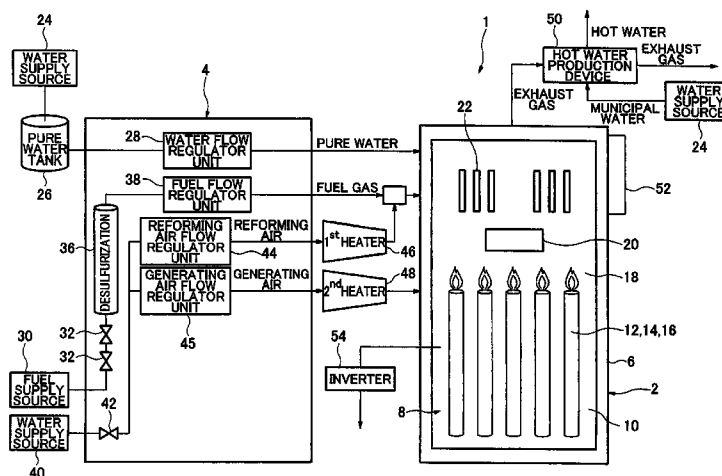 24
WATER SUPPLY
SOURCE
PURE
WATER
TANK
26
4
28
WATER FLOW
REGULATOR
UNIT
PURE WATER
38
FUEL FLOW
REGULATOR
UNIT
FUEL GAS
36
DESULFURIZATION
REFORMING
AIR FLOW
REGULATOR
UNIT
44
REFORMING
AIR
1st HEATER
46
GENERATING
AIR FLOW
REGULATOR
UNIT
45
GENERATING
AIR
2nd HEATER
48
32
32
30
FUEL SUPPLY
SOURCE
42
WATER SUPPLY
SOURCE
40
54
INVERTER
1
50
HOT WATER
HOT WATER
PRODUCTION
DEVICE
EXHAUST
GAS
EXHAUST
GAS
MUNICIPAL
WATER
WATER SUPPLY
SOURCE
24
22
52
20
18
12,14,16
6
2
8
10